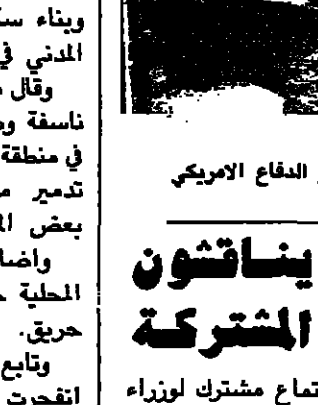 الدفاع الامريكي
يناقشون
المشتركة
تماع مشترك لوزراء
وبناء
المدني في
وقال
ناسفة
في منطقة
تدمير
بعض
واضا
المحلية
حريق.
وتابع
انفجرت